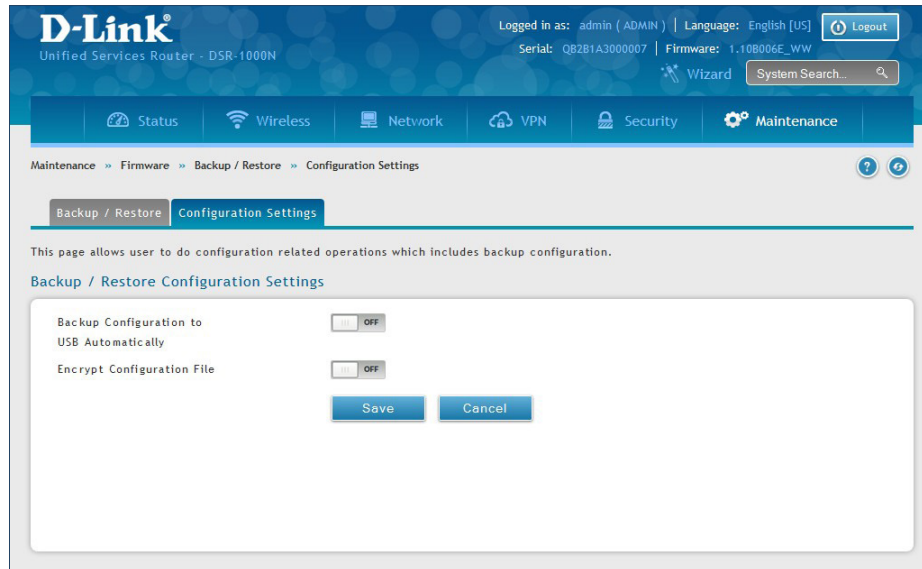 D-Link®
Unified Services Router - DSR-1000N
Logged in as: admin ( ADMIN ) | Language: English [US]
Logout
Serial: QB2B1A3000007 | Firmware: 1.10B006E_WW
Wizard
System Search...
Status
Wireless
Network
VPN
Security
Maintenance
Maintenance » Firmware » Backup / Restore » Configuration Settings
?
Backup / Restore
Configuration Settings
This page allows user to do configuration related operations which includes backup configuration.
Backup / Restore Configuration Settings
Backup Configuration to
USB Automatically
OFF
Encrypt Configuration File
OFF
Save
Cancel